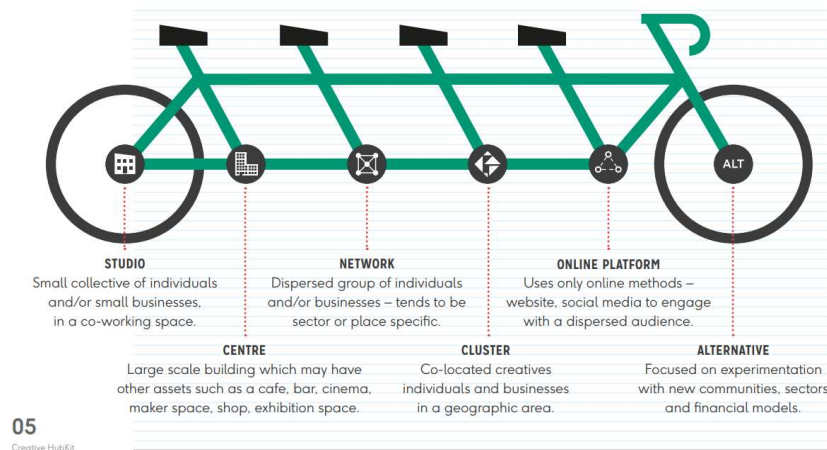 ALT
STUDIO
Small collective of individuals
and/or small businesses,
in a co-working space.
NETWORK
Dispersed group of individuals
and/or businesses – tends to be
sector or place specific.
ONLINE PLATFORM
Uses only online methods –
website, social media to engage
with a dispersed audience.
CENTRE
Large scale building which may have
other assets such as a cafe, bar, cinema,
maker space, shop, exhibition space.
CLUSTER
Co-located creatives
individuals and businesses
in a geographic area.
ALTERNATIVE
Focused on experimentation
with new communities, sectors
and financial models.
05
Creative HubKit